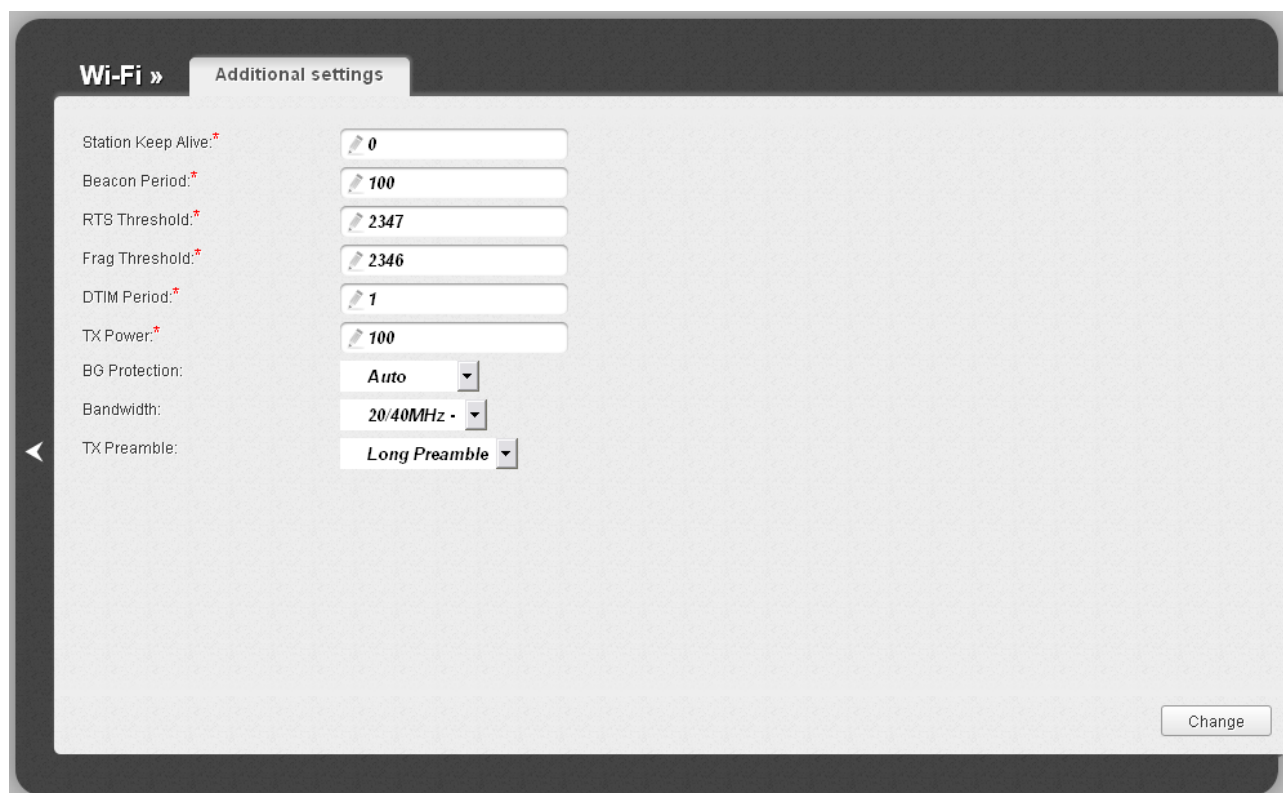 Wi-Fi » Additional settings
Station Keep Alive:* 0
Beacon Period:* 100
RTS Threshold:* 2347
Frag Threshold:* 2346
DTIM Period:* 1
TX Power:* 100
BG Protection: Auto
Bandwidth: 20/40MHz -
TX Preamble: Long Preamble
Change